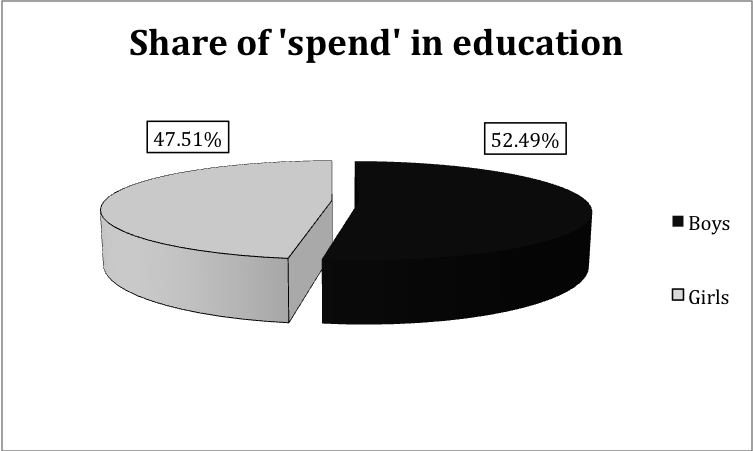 Share of 'spend' in education
47.51%
52.49%
Boys
Girls